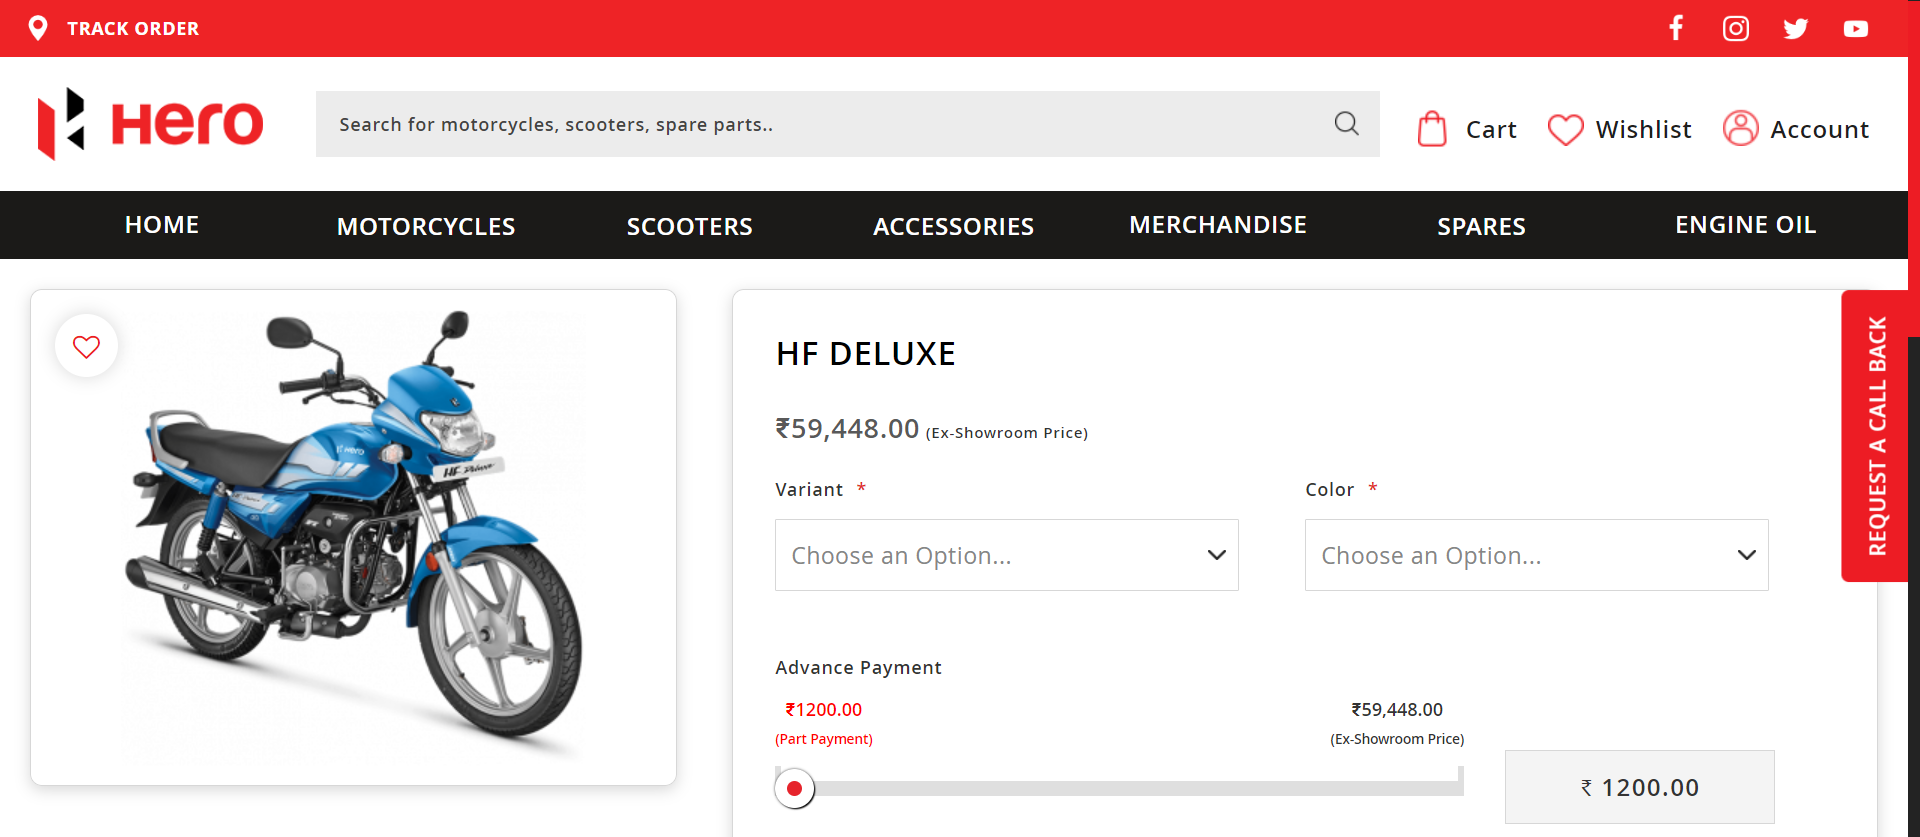 TRACK ORDER
Hero
Search for motorcycles, scooters, spare parts..
Cart
Wishlist
Account
HOME
MOTORCYCLES
SCOOTERS
ACCESSORIES
MERCHANDISE
SPARES
ENGINE OIL
Hero
HF Deluxe
HF DELUXE
₹59,448.00 (Ex-Showroom Price)
Variant *
Color *
Choose an Option...
Choose an Option...
Advance Payment
₹1200.00
(Part Payment)
₹59,448.00
(Ex-Showroom Price)
₹ 1200.00
REQUEST A CALL BACK